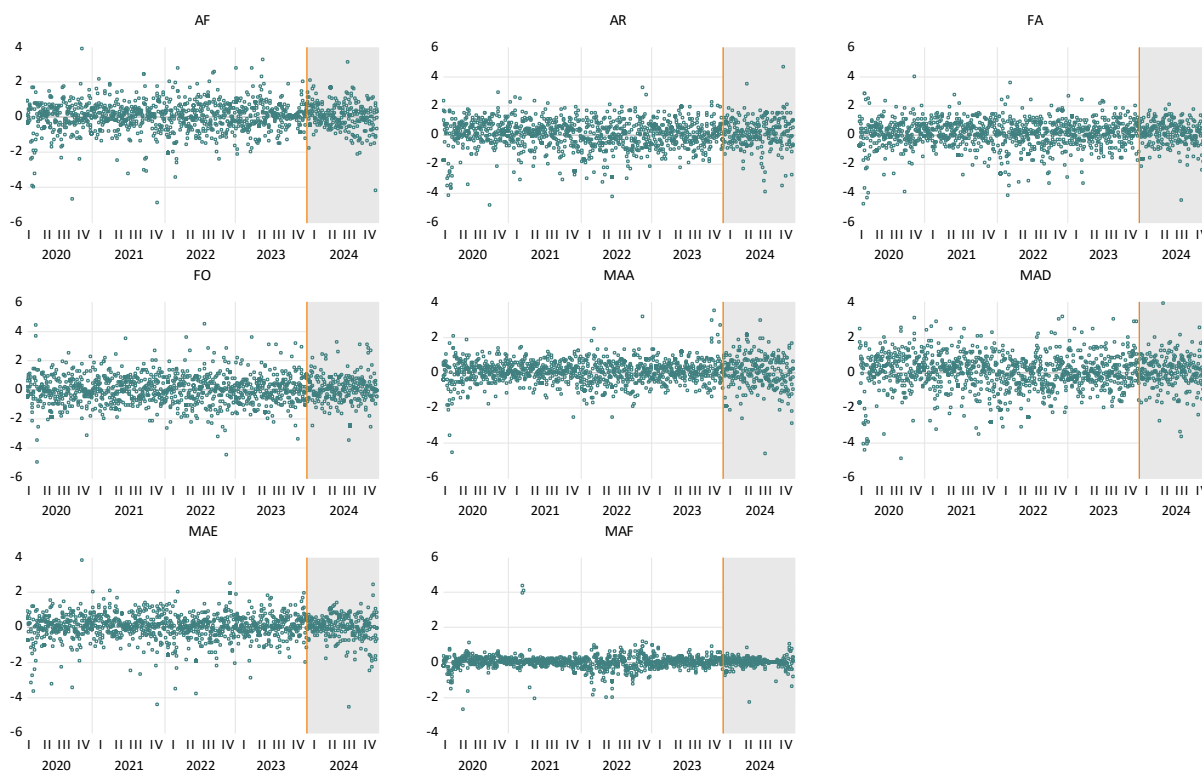 AF AR FA
4 6 6
2 4 4
0 2 2
-2 0 0
-4 -2 -2
-6 -4 -4
-6 -6
I II III IV I II III IV I II III IV I II III IV I II III IV
2020 2021 2022 2023 2024
I II III IV I II III IV I II III IV I II III IV I II III IV
2020 2021 2022 2023 2024
I II III IV I II III IV I II III IV I II III IV I II III IV
2020 2021 2022 2023 2024
FO MAA MAD
6 4 4
4 2 2
2 0 0
0 -2 -2
-2 -4 -4
-4 -6 -6
-6
I II III IV I II III IV I II III IV I II III IV I II III IV
2020 2021 2022 2023 2024
I II III IV I II III IV I II III IV I II III IV I II III IV
2020 2021 2022 2023 2024
I II III IV I II III IV I II III IV I II III IV I II III IV
2020 2021 2022 2023 2024
MAE MAF
4 6
2 4
0 2
-2 0
-4 -2
-6 -4
I II III IV I II III IV I II III IV I II III IV I II III IV
2020 2021 2022 2023 2024
I II III IV I II III IV I II III IV I II III IV I II III IV
2020 2021 2022 2023 2024